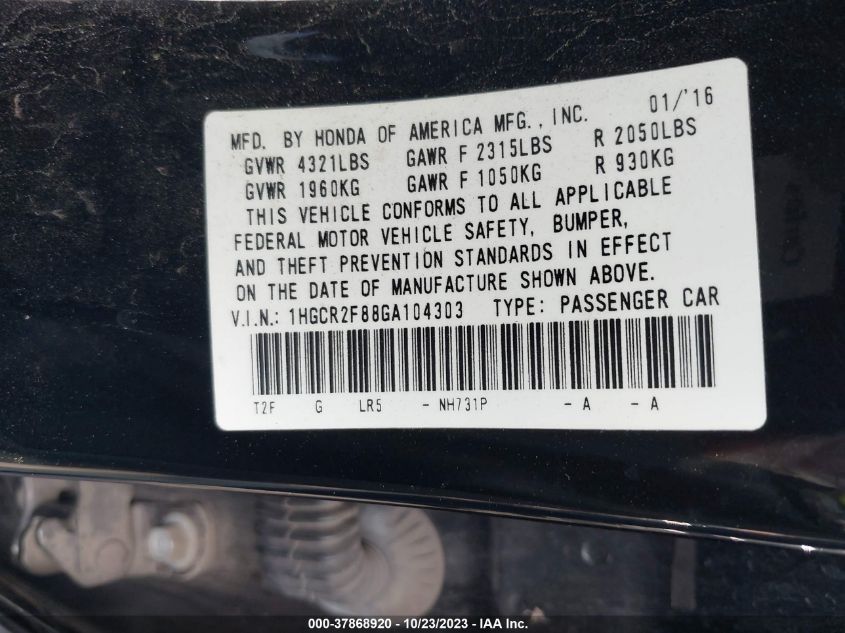 MFD. BY HONDA OF AMERICA MFG., INC. 01/'16
GVWR 4321LBS GAWR F 2315LBS R 2050LBS
GVWR 1960KG GAWR F 1050KG R 930KG
THIS VEHICLE CONFORMS TO ALL APPLICABLE
FEDERAL MOTOR VEHICLE SAFETY, BUMPER,
AND THEFT PREVENTION STANDARDS IN EFFECT
ON THE DATE OF MANUFACTURE SHOWN ABOVE.
V.I.N.: 1HGCR2F88GA104303 TYPE: PASSENGER CAR
T2F G LR5 - NH731P - A - A
000-37868920 - 10/23/2023 - IAA Inc.